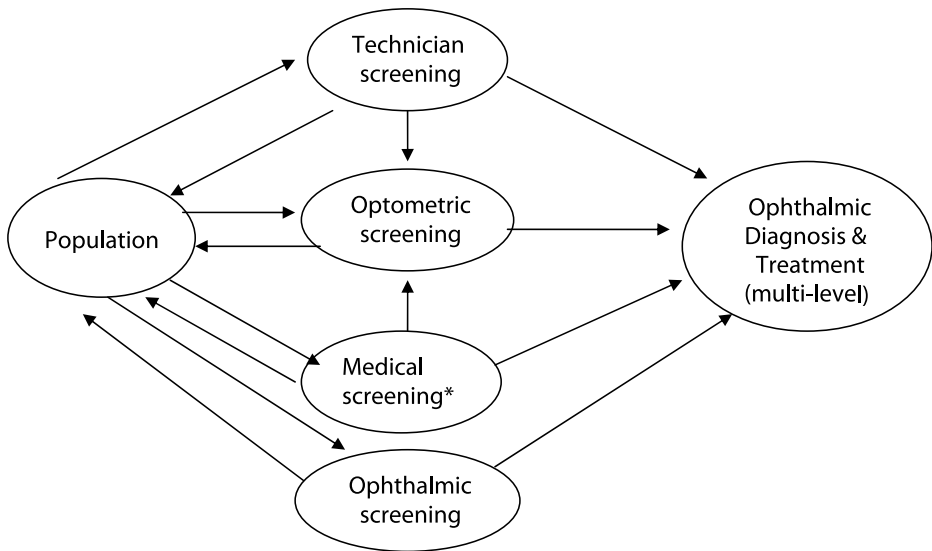 Technician
screening
Population
Optometric
screening
Ophthalmic
Diagnosis &
Treatment
(multi-level)
Medical
screening*
Ophthalmic
screening